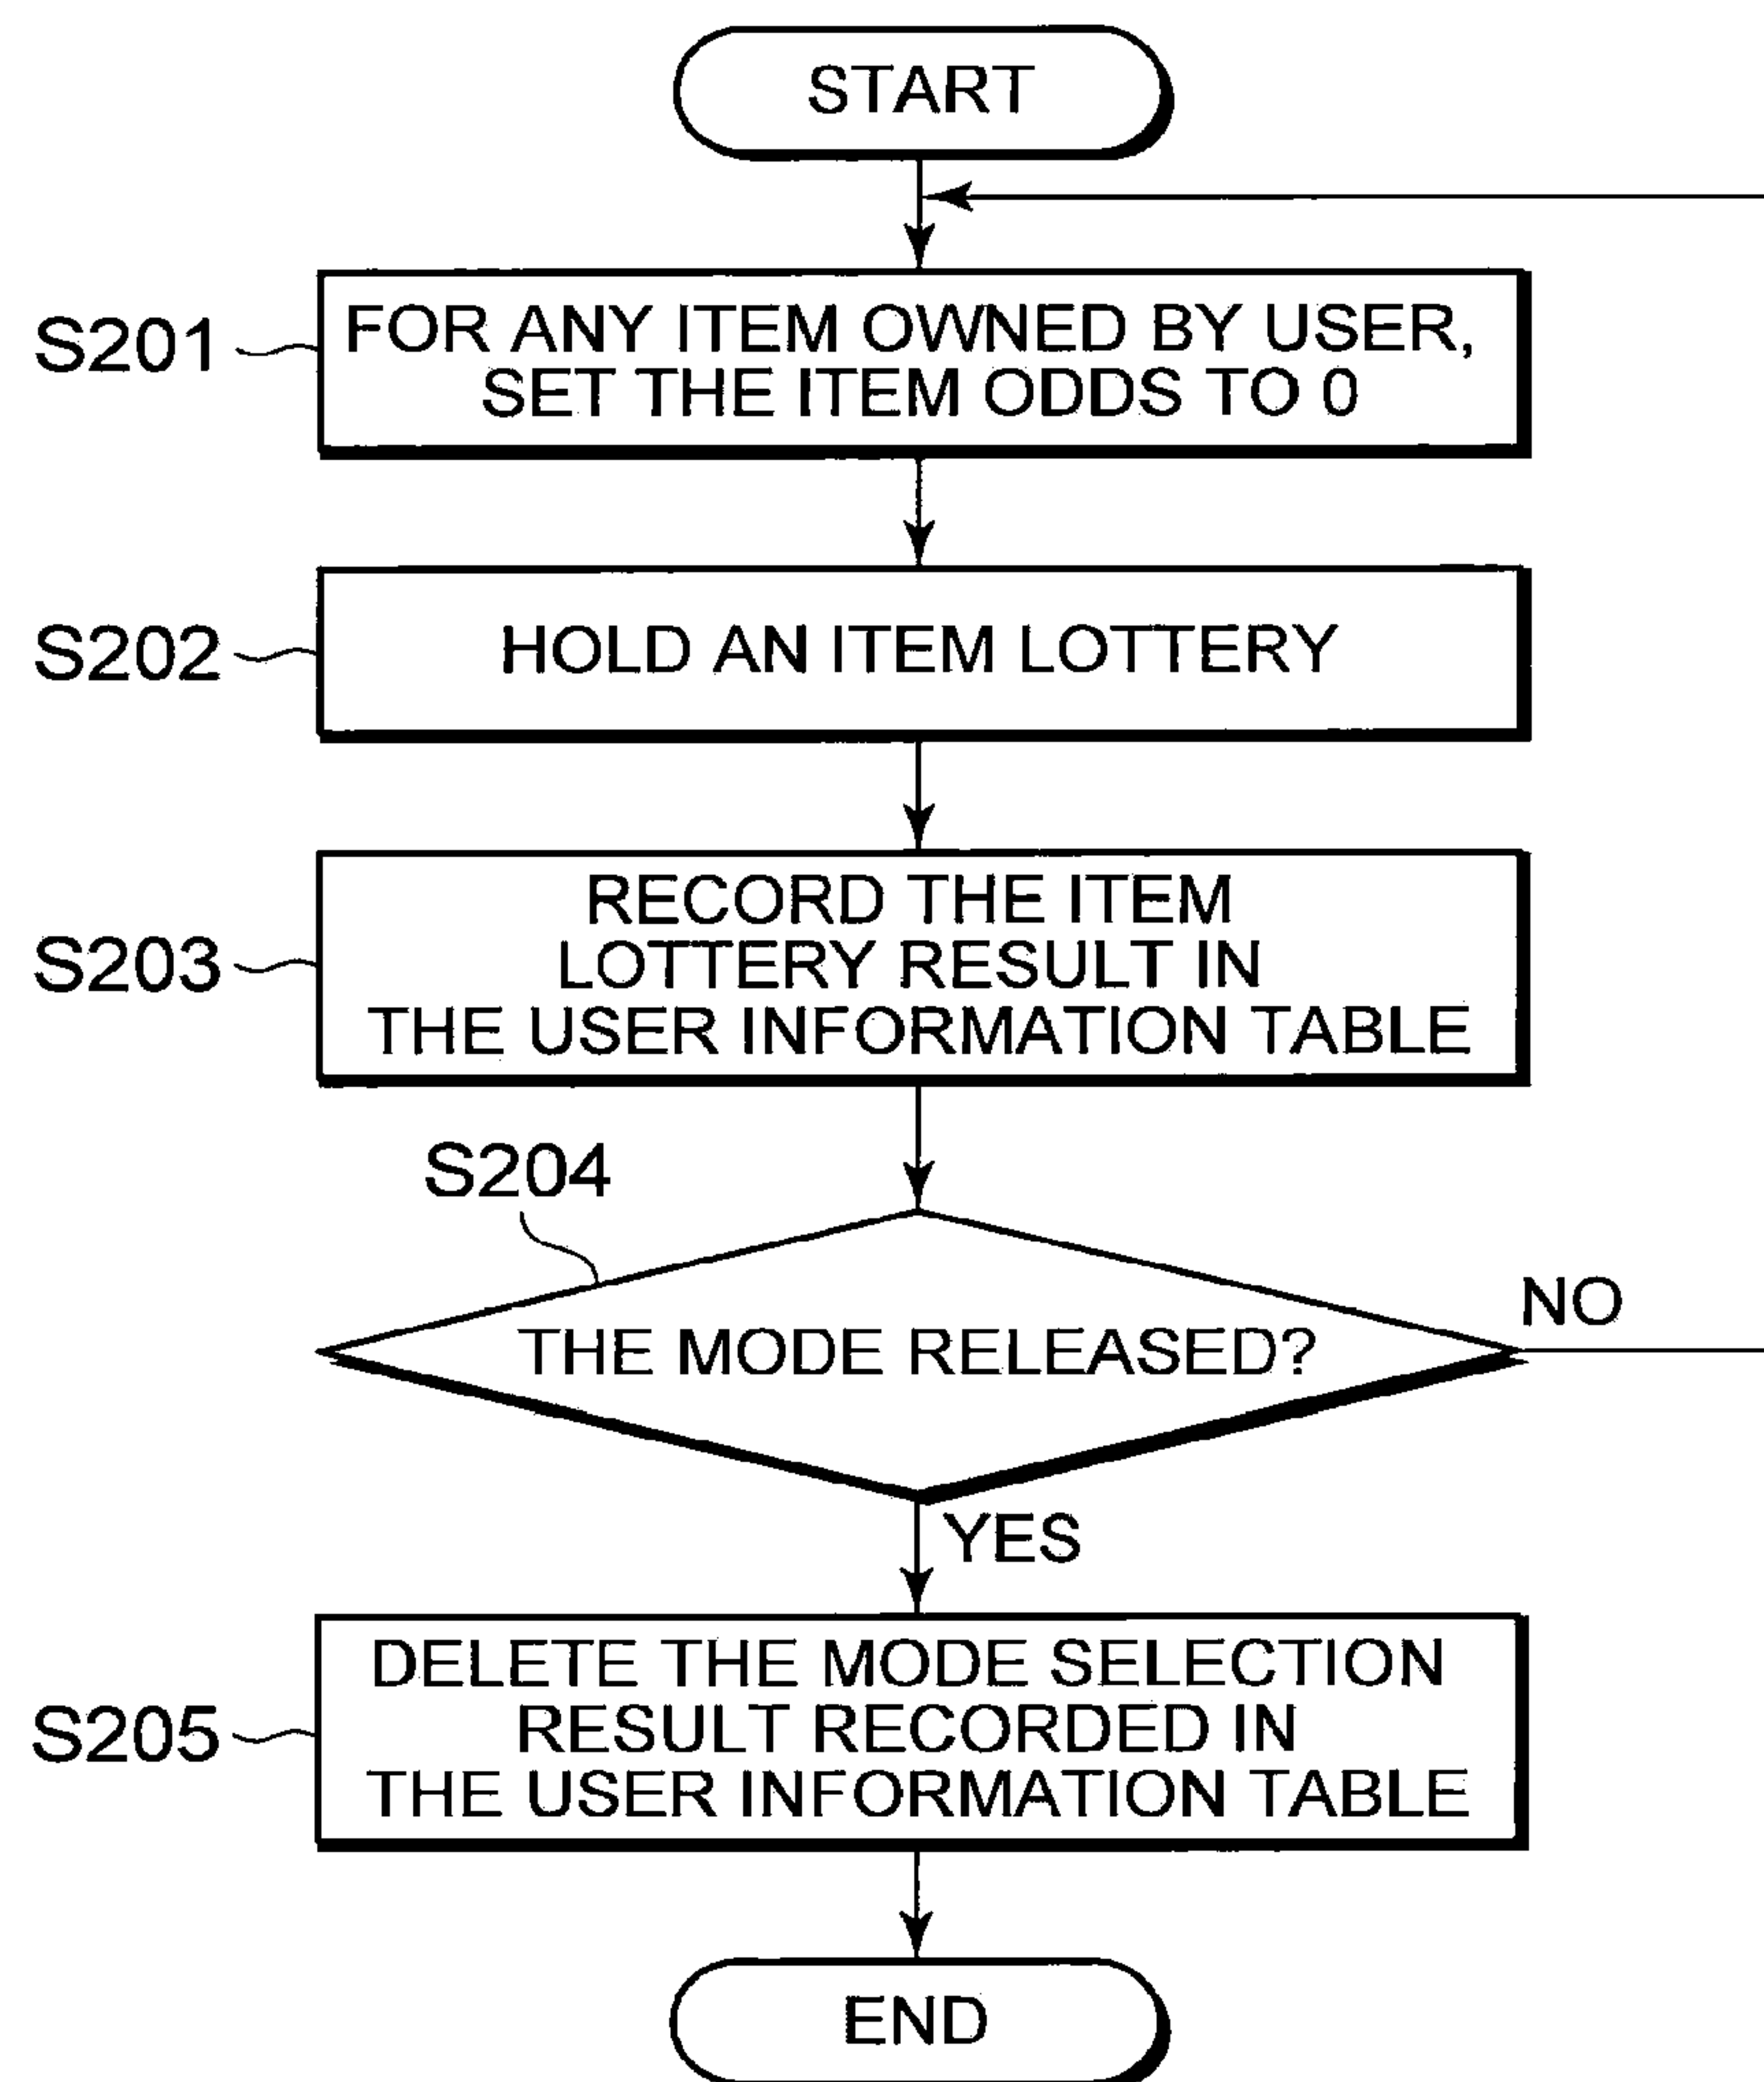 START
S201
FOR ANY ITEM OWNED BY USER,
SET THE ITEM ODDS TO 0
S202
HOLD AN ITEM LOTTERY
S203
RECORD THE ITEM
LOTTERY RESULT IN
THE USER INFORMATION TABLE
S204
THE MODE RELEASED?
NO
YES
S205
DELETE THE MODE SELECTION
RESULT RECORDED IN
THE USER INFORMATION TABLE
END